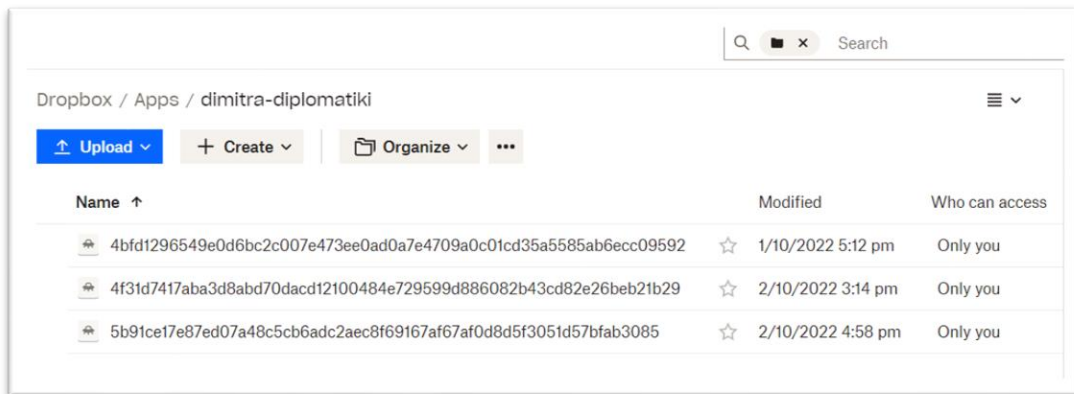 Search
Dropbox / Apps / dimitra-diplomatiki
Upload Create Organize
Name Modified Who can access
4bfd1296549e0d6bc2c007e473ee0ad0a7e4709a0c01cd35a5585ab6ecc09592 1/10/2022 5:12 pm Only you
4f31d7417aba3d8abd70dacd12100484e729599d886082b43cd82e26beb21b29 2/10/2022 3:14 pm Only you
5b91ce17e87ed07a48c5cb6adc2aec8f69167af67af0d8d5f3051d57bfab3085 2/10/2022 4:58 pm Only you